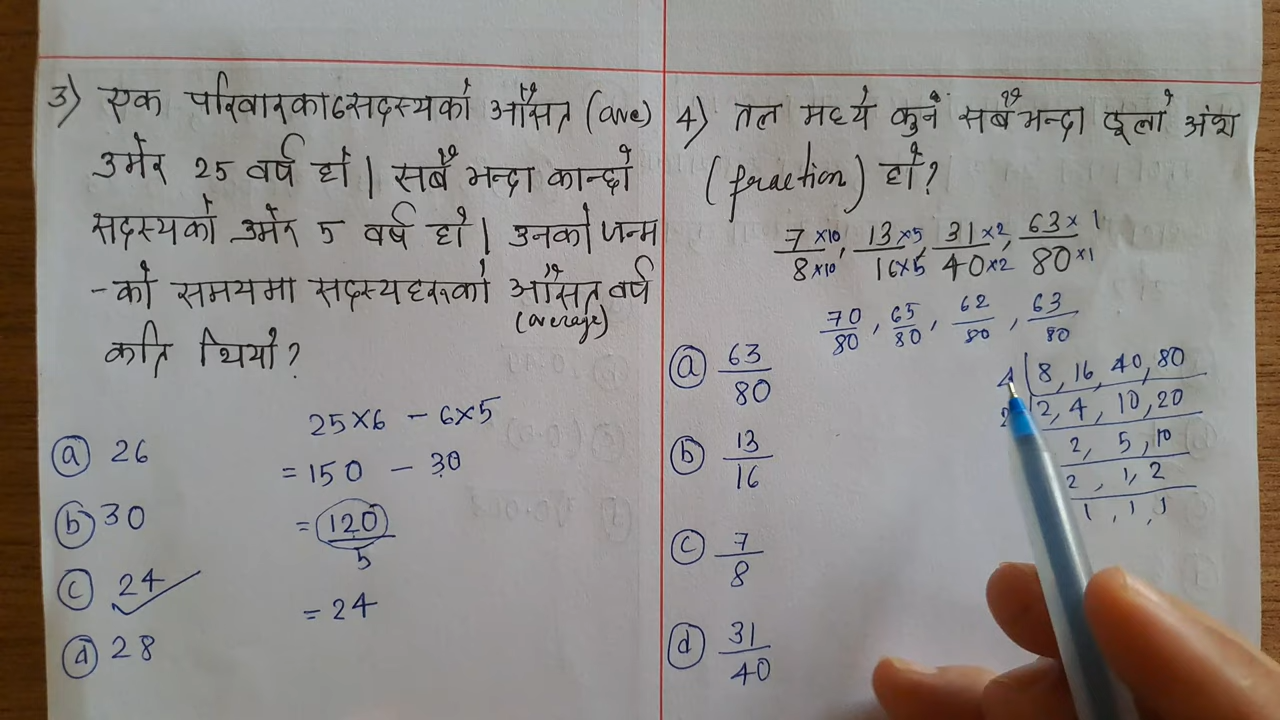 3) एक परिवारका 6 सदस्यको औसत (ave)
उमेर 25 वर्ष हो। सबै भन्दा कान्छो
सदस्यको उमेर 5 वर्ष हो। उनको जन्म
-को समयमा सदस्यहरुको औसत वर्ष
(average)
कति थियो?
25×6 - 6×5
= 150 - 30
= 120
5
= 24
ⓐ 26
ⓑ 30
ⓒ 24 ✓
ⓓ 28
4) तल मध्ये कुन सबै भन्दा ठूलो अंश
(fraction) हो?
7×10/8×10, 13×5/16×5, 31×2/40×2, 63×1/80×1
70/80, 65/80, 62/80, 63/80
ⓐ 63/80
ⓑ 13/16
ⓒ 7/8
ⓓ 31/40
4 | 8, 16, 40, 80
2 | 2, 4, 10, 20
2, 5, 10
2, 1, 2
1, 1, 1